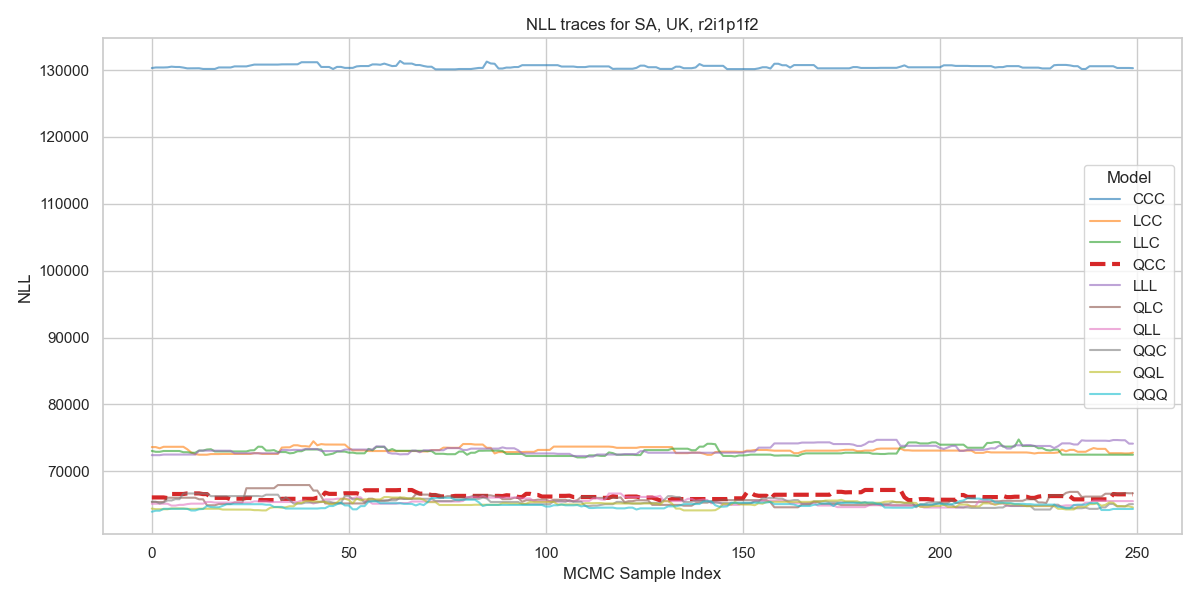 NLL traces for SA, UK, r2i1p1f2
130000
120000
110000
100000
90000
80000
70000
NLL
0
50
100
150
200
250
MCMC Sample Index
Model
CCC
LCC
LLC
QCC
LLL
QLC
QLL
QQC
QQL
QQQ